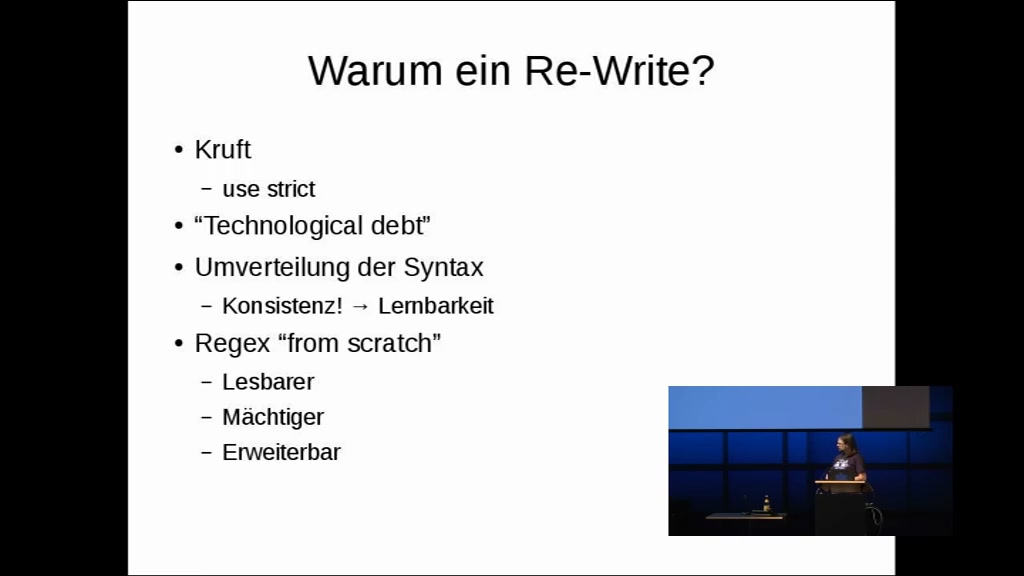 Warum ein Re-Write?
• Kruft
– use strict
• “Technological debt”
• Umverteilung der Syntax
– Konsistenz! → Lernbarkeit
• Regex “from scratch”
– Lesbarer
– Mächtiger
– Erweiterbar